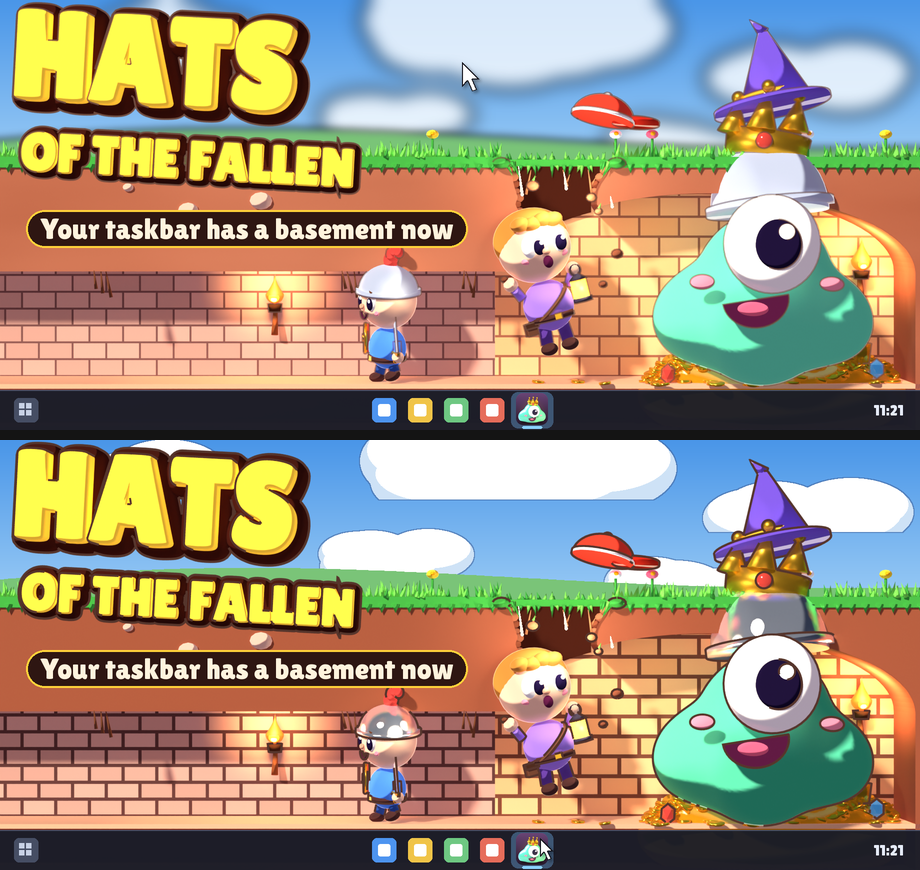 HATS
OF THE FALLEN
Your taskbar has a basement now
11:21
HATS
OF THE FALLEN
Your taskbar has a basement now
11:21